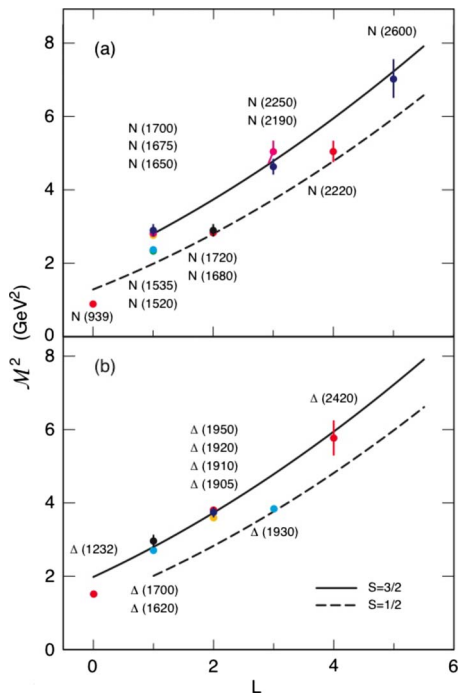 (a)
N (2600)
8
6
4
2
0
N (1700)
N (1675)
N (1650)
N (2250)
N (2190)
N (2220)
N (1720)
N (1680)
N (1535)
N (1520)
N (939)
ℳ² (GeV²)
(b)
8
6
4
2
0
Δ (2420)
Δ (1950)
Δ (1920)
Δ (1910)
Δ (1905)
Δ (1930)
Δ (1232)
Δ (1700)
Δ (1620)
S=3/2
S=1/2
0 2 4 6
L